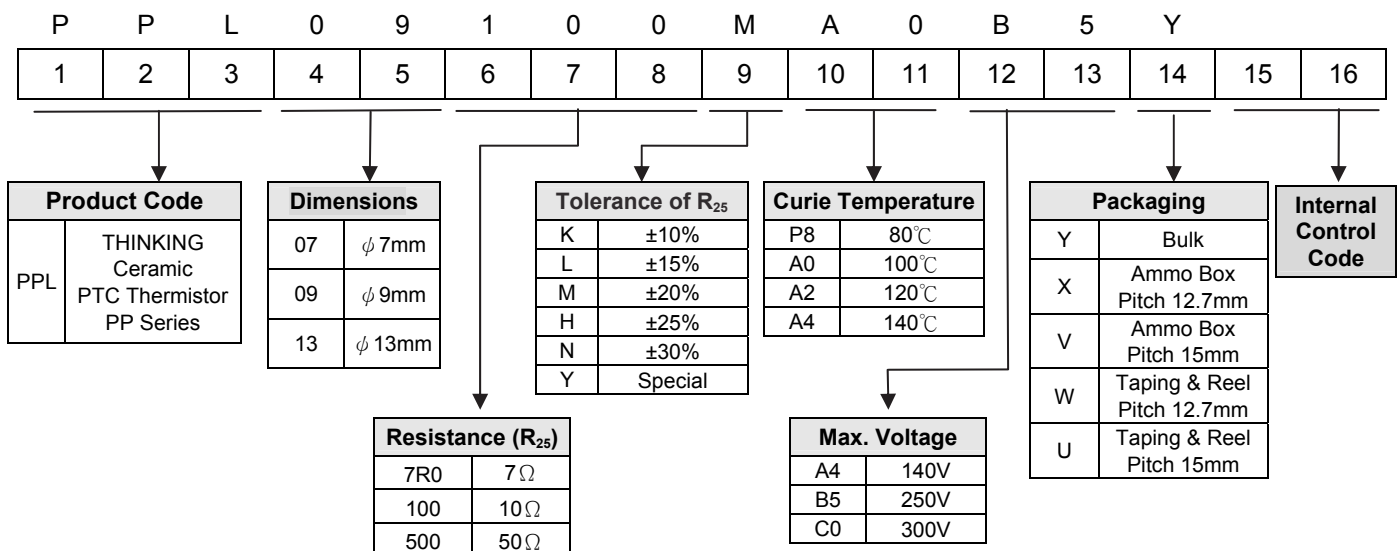 P P L 0 9 1 0 0 M A 0 B 5 Y
1 2 3 4 5 6 7 8 9 10 11 12 13 14 15 16
Product Code
PPL
THINKING
Ceramic
PTC Thermistor
PP Series
Dimensions
07 ϕ 7mm
09 ϕ 9mm
13 ϕ 13mm
Resistance (R25)
7R0 7Ω
100 10Ω
500 50Ω
Tolerance of R25
K ±10%
L ±15%
M ±20%
H ±25%
N ±30%
Y Special
Curie Temperature
P8 80℃
A0 100℃
A2 120℃
A4 140℃
Max. Voltage
A4 140V
B5 250V
C0 300V
Packaging
Y Bulk
X Ammo Box
Pitch 12.7mm
V Ammo Box
Pitch 15mm
W Taping & Reel
Pitch 12.7mm
U Taping & Reel
Pitch 15mm
Internal
Control
Code